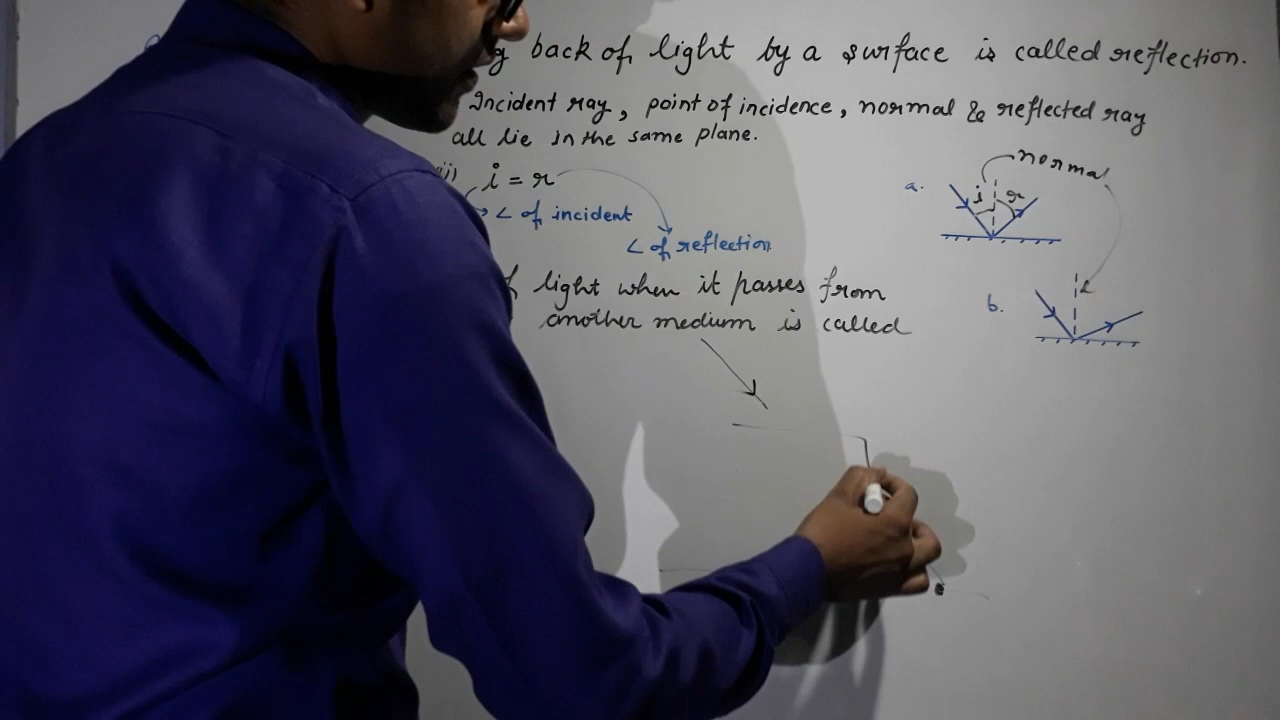 back of light by a surface is called reflection.
Incident ray, point of incidence, normal & reflected ray
all lie in the same plane.
ii) i = r
∠ of incident
∠ of reflection
light when it passes from
another medium is called
normal
a. i r
b.